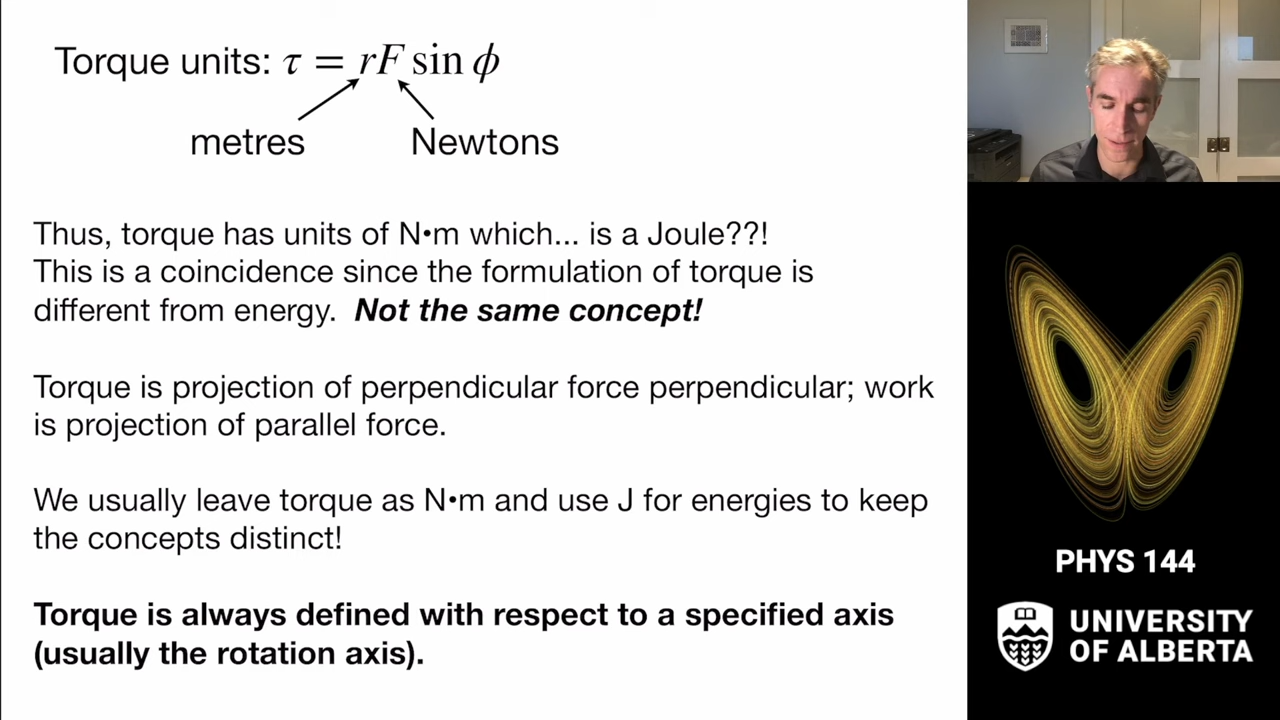 Torque units: τ = rF sin ϕ
metres
Newtons
Thus, torque has units of N•m which... is a Joule??!
This is a coincidence since the formulation of torque is
different from energy. Not the same concept!
Torque is projection of perpendicular force perpendicular; work
is projection of parallel force.
We usually leave torque as N•m and use J for energies to keep
the concepts distinct!
Torque is always defined with respect to a specified axis
(usually the rotation axis).
PHYS 144
UNIVERSITY
OF ALBERTA